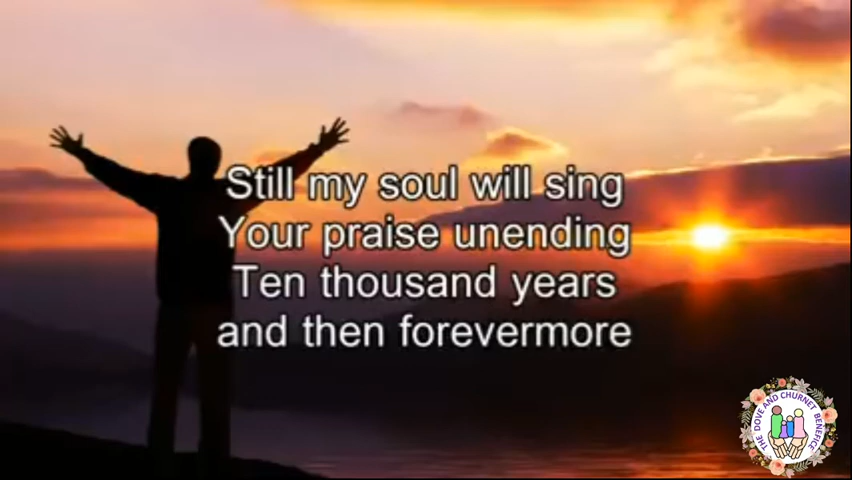 Still my soul will sing
Your praise unending
Ten thousand years
and then forevermore
THE DOVE AND CHURNET BENEFICE